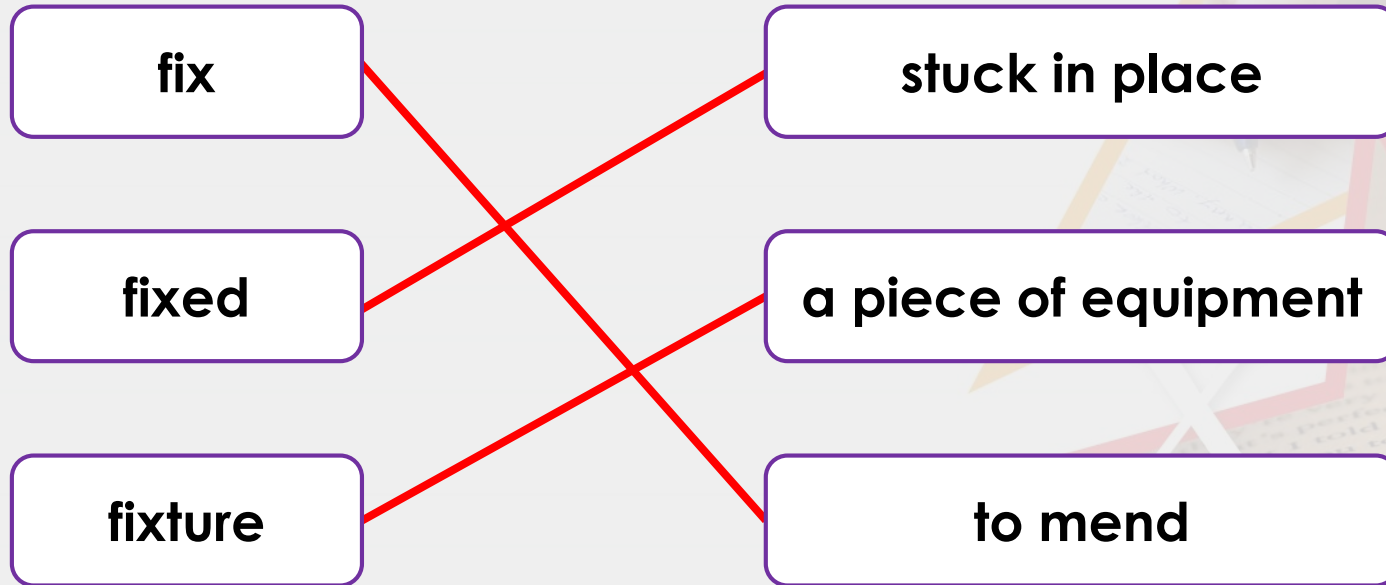 fix
stuck in place
fixed
a piece of equipment
fixture
to mend